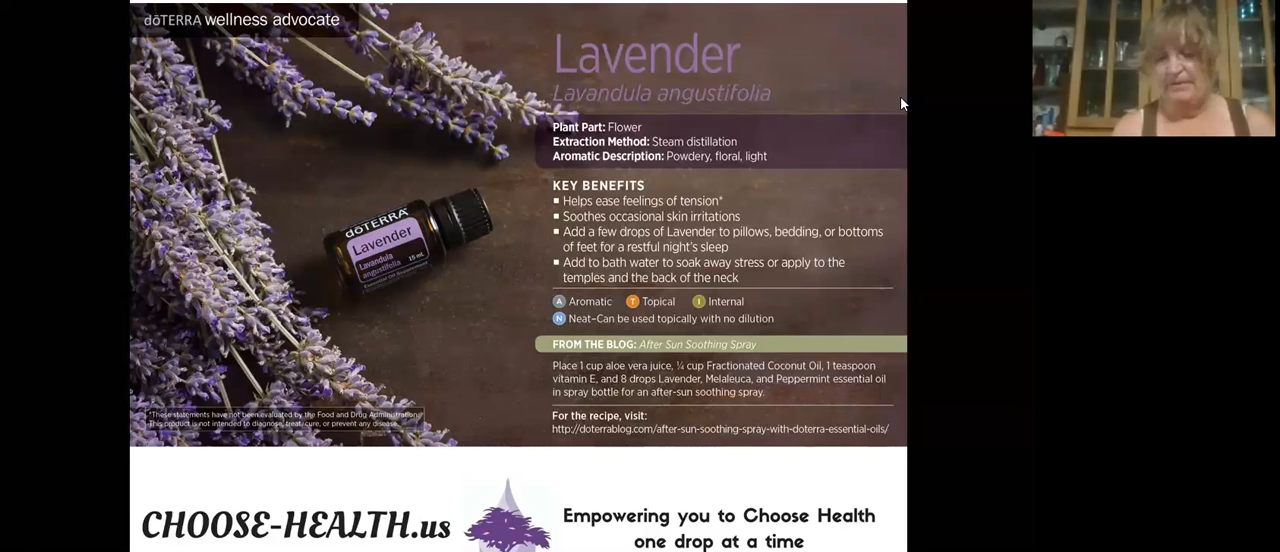 dōTERRA wellness advocate
Lavender
Lavandula angustifolia
Plant Part: Flower
Extraction Method: Steam distillation
Aromatic Description: Powdery, floral, light
KEY BENEFITS
▪ Helps ease feelings of tension*
▪ Soothes occasional skin irritations
▪ Add a few drops of Lavender to pillows, bedding, or bottoms
of feet for a restful night's sleep
▪ Add to bath water to soak away stress or apply to the
temples and the back of the neck
A Aromatic T Topical I Internal
N Neat–Can be used topically with no dilution
FROM THE BLOG: After Sun Soothing Spray
Place 1 cup aloe vera juice, ¼ cup Fractionated Coconut Oil, 1 teaspoon
vitamin E, and 8 drops Lavender, Melaleuca, and Peppermint essential oil
in spray bottle for an after-sun soothing spray.
For the recipe, visit:
http://doterrablog.com/after-sun-soothing-spray-with-doterra-essential-oils/
dōTERRA
Lavender
Lavandula
angustifolia 15 mL
Essential Oil Supplement
*These statements have not been evaluated by the Food and Drug Administration.
This product is not intended to diagnose, treat, cure, or prevent any disease.
CHOOSE-HEALTH.us
Empowering you to Choose Health
one drop at a time